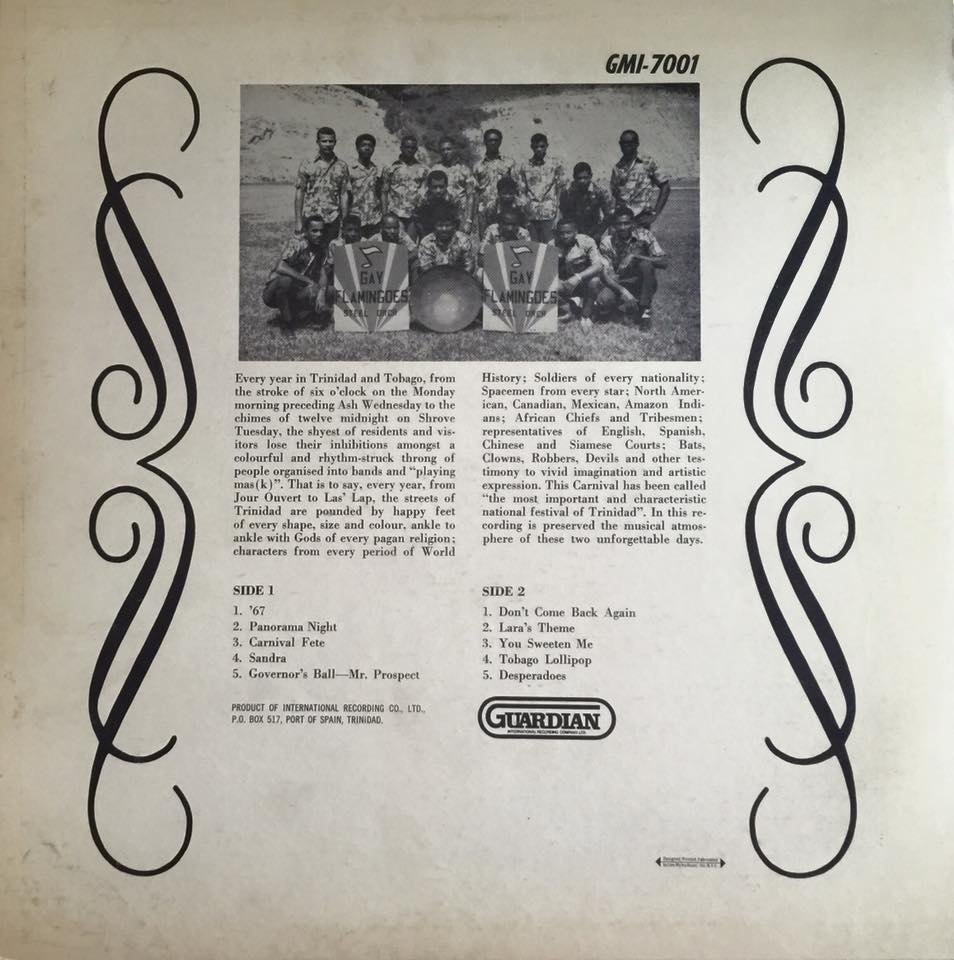 GMI-7001
GAY
FLAMINGOES
STEEL ORCH
GAY
FLAMINGOES
STEEL ORCH
Every year in Trinidad and Tobago, from
the stroke of six o'clock on the Monday
morning preceding Ash Wednesday to the
chimes of twelve midnight on Shrove
Tuesday, the shyest of residents and vis-
itors lose their inhibitions amongst a
colourful and rhythm-struck throng of
people organised into bands and "playing
mas(k)". That is to say, every year, from
Jour Ouvert to Las' Lap, the streets of
Trinidad are pounded by happy feet
of every shape, size and colour, ankle to
ankle with Gods of every pagan religion;
characters from every period of World
History; Soldiers of every nationality;
Spacemen from every star; North Amer-
ican, Canadian, Mexican, Amazon Indi-
ans; African Chiefs and Tribesmen;
representatives of English, Spanish,
Chinese and Siamese Courts; Bats,
Clowns, Robbers, Devils and other tes-
timony to vivid imagination and artistic
expression. This Carnival has been called
"the most important and characteristic
national festival of Trinidad". In this re-
cording is preserved the musical atmos-
phere of these two unforgettable days.
SIDE 1
1. '67
2. Panorama Night
3. Carnival Fete
4. Sandra
5. Governor's Ball—Mr. Prospect
SIDE 2
1. Don't Come Back Again
2. Lara's Theme
3. You Sweeten Me
4. Tobago Lollipop
5. Desperadoes
PRODUCT OF INTERNATIONAL RECORDING CO., LTD.,
P.O. BOX 517, PORT OF SPAIN, TRINIDAD.
GUARDIAN
INTERNATIONAL RECORDING COMPANY LTD.